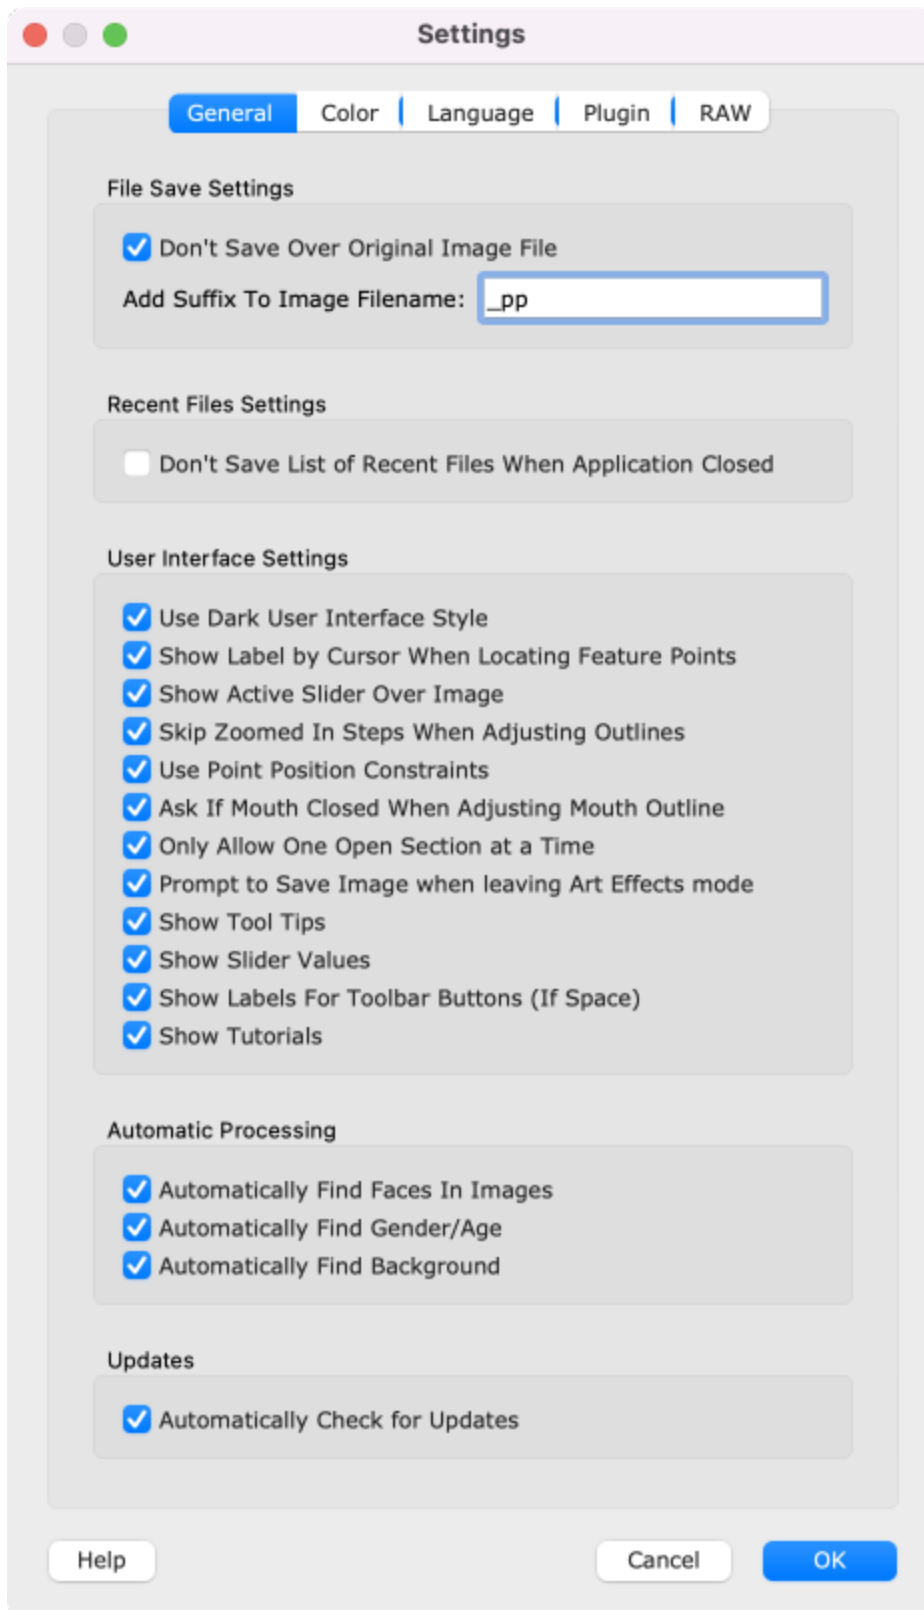 Settings
General Color Language Plugin RAW
File Save Settings
Don't Save Over Original Image File
Add Suffix To Image Filename: _pp
Recent Files Settings
Don't Save List of Recent Files When Application Closed
User Interface Settings
Use Dark User Interface Style
Show Label by Cursor When Locating Feature Points
Show Active Slider Over Image
Skip Zoomed In Steps When Adjusting Outlines
Use Point Position Constraints
Ask If Mouth Closed When Adjusting Mouth Outline
Only Allow One Open Section at a Time
Prompt to Save Image when leaving Art Effects mode
Show Tool Tips
Show Slider Values
Show Labels For Toolbar Buttons (If Space)
Show Tutorials
Automatic Processing
Automatically Find Faces In Images
Automatically Find Gender/Age
Automatically Find Background
Updates
Automatically Check for Updates
Help Cancel OK